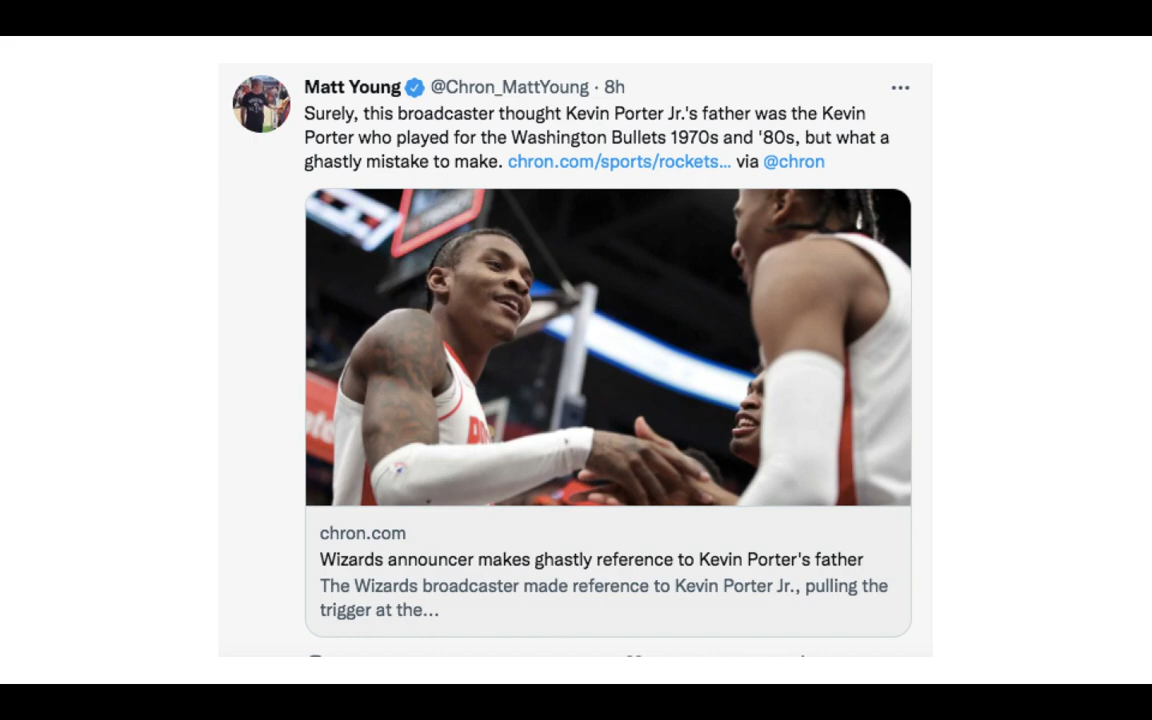 Matt Young @Chron_MattYoung · 8h
Surely, this broadcaster thought Kevin Porter Jr.'s father was the Kevin
Porter who played for the Washington Bullets 1970s and '80s, but what a
ghastly mistake to make. chron.com/sports/rockets... via @chron
chron.com
Wizards announcer makes ghastly reference to Kevin Porter's father
The Wizards broadcaster made reference to Kevin Porter Jr., pulling the
trigger at the...